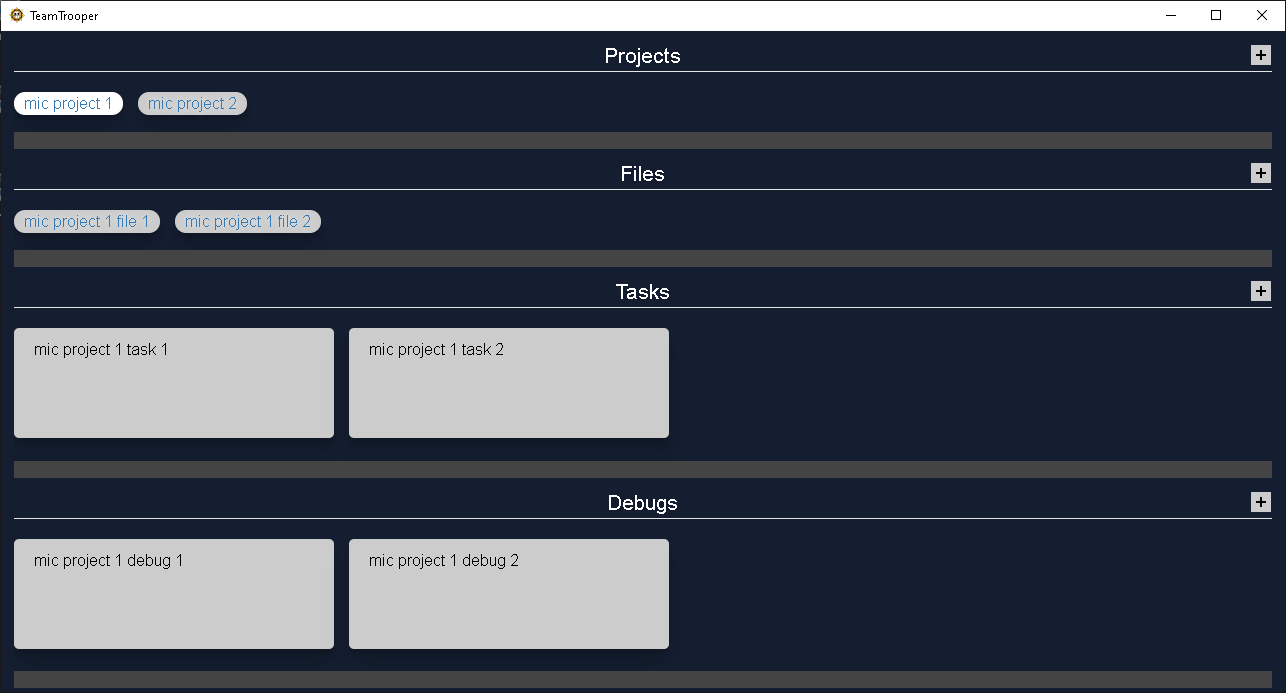 TeamTrooper
Projects
+
mic project 1
mic project 2
Files
+
mic project 1 file 1
mic project 1 file 2
Tasks
+
mic project 1 task 1
mic project 1 task 2
Debugs
+
mic project 1 debug 1
mic project 1 debug 2